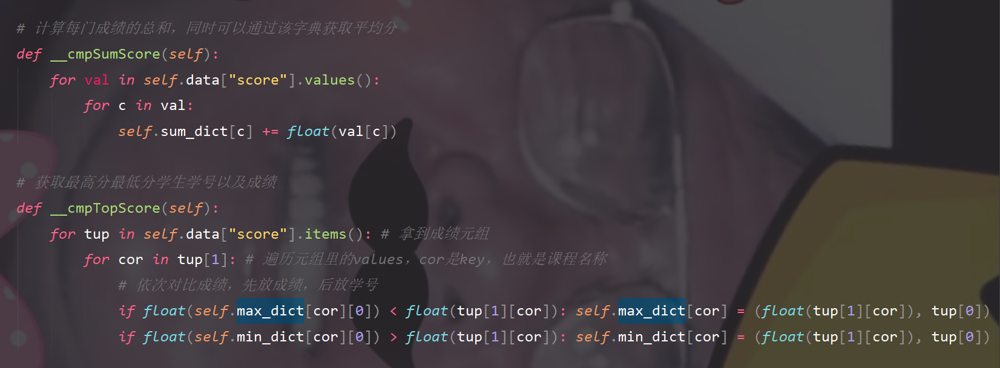 # 计算每门成绩的总和，同时可以通过该字典获取平均分
def __cmpSumScore(self):
    for val in self.data["score"].values():
        for c in val:
            self.sum_dict[c] += float(val[c])
# 获取最高分最低分学生学号以及成绩
def __cmpTopScore(self):
    for tup in self.data["score"].items(): # 拿到成绩元组
        for cor in tup[1]: # 遍历元组里的values，cor是key，也就是课程名称
            # 依次对比成绩，先放成绩，后放学号
            if float(self.max_dict[cor][0]) < float(tup[1][cor]): self.max_dict[cor] = (float(tup[1][cor]), tup[0])
            if float(self.min_dict[cor][0]) > float(tup[1][cor]): self.min_dict[cor] = (float(tup[1][cor]), tup[0])